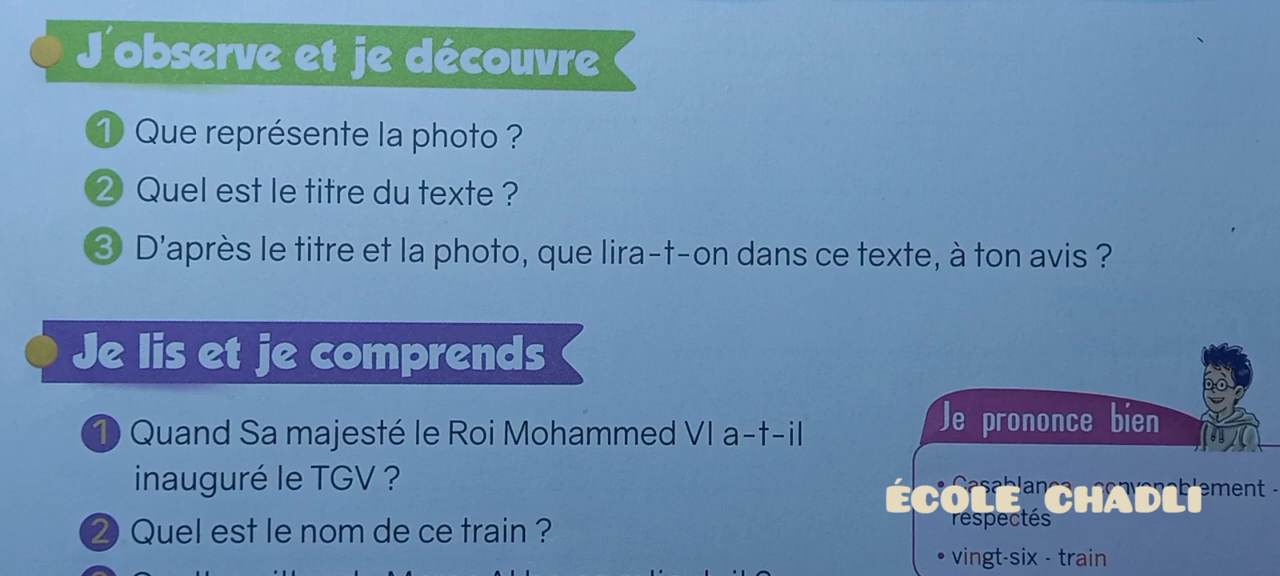 J'observe et je découvre
1 Que représente la photo ?
2 Quel est le titre du texte ?
3 D'après le titre et la photo, que lira-t-on dans ce texte, à ton avis ?
Je lis et je comprends
1 Quand Sa majesté le Roi Mohammed VI a-t-il
inauguré le TGV ?
2 Quel est le nom de ce train ?
Je prononce bien
• Casablanca - convenablement -
respectés
• vingt-six - train
ÉCOLE CHADLI